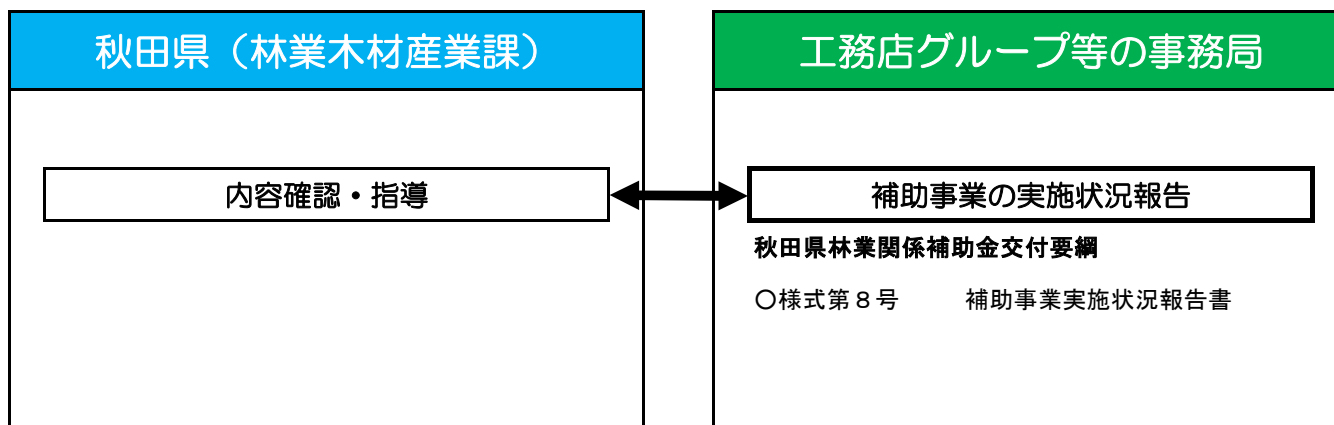 秋田県（林業木材産業課）
内容確認・指導
工務店グループ等の事務局
補助事業の実施状況報告
秋田県林業関係補助金交付要綱
〇様式第８号　　補助事業実施状況報告書